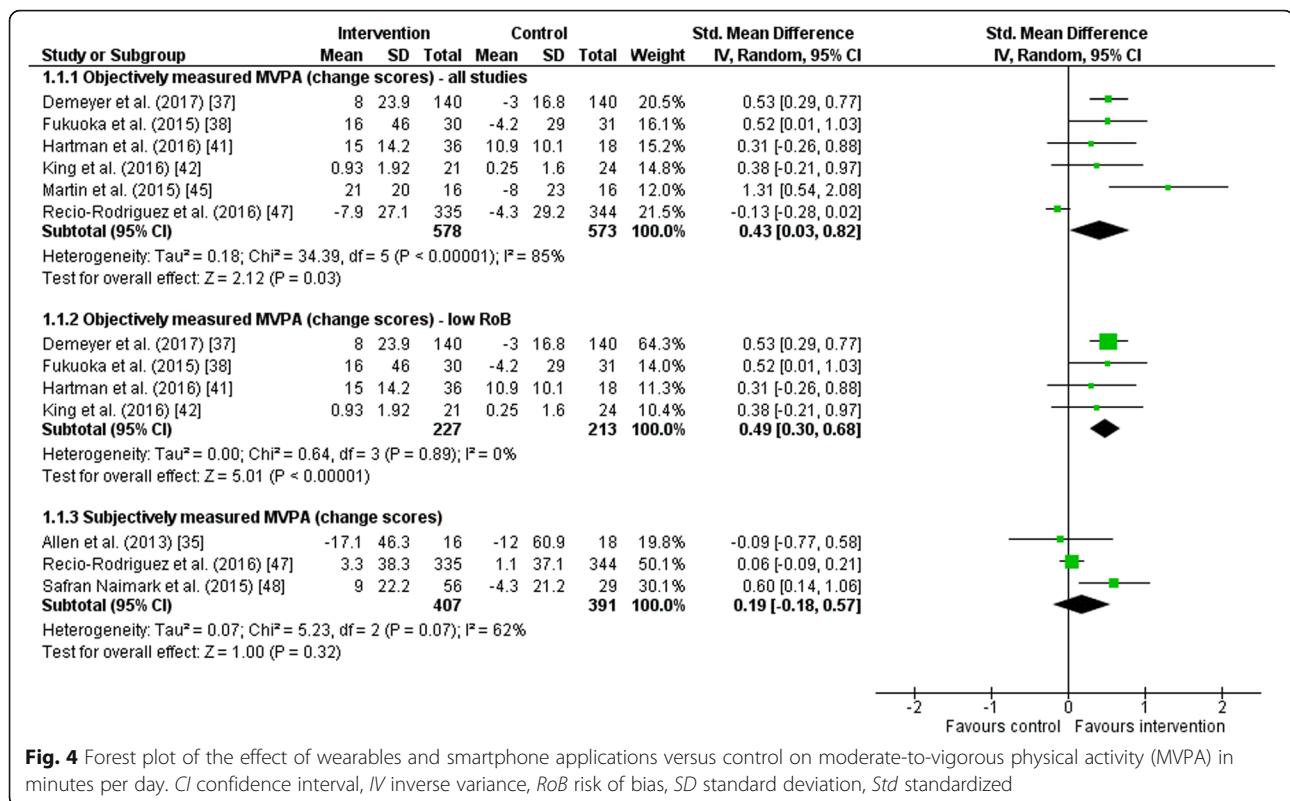 Intervention Control Std. Mean Difference Std. Mean Difference
Study or Subgroup Mean SD Total Mean SD Total Weight IV, Random, 95% CI IV, Random, 95% CI
1.1.1 Objectively measured MVPA (change scores) - all studies
Demeyer et al. (2017) [37] 8 23.9 140 -3 16.8 140 20.5% 0.53 [0.29, 0.77]
Fukuoka et al. (2015) [38] 16 46 30 -4.2 29 31 16.1% 0.52 [0.01, 1.03]
Hartman et al. (2016) [41] 15 14.2 36 10.9 10.1 18 15.2% 0.31 [-0.26, 0.88]
King et al. (2016) [42] 0.93 1.92 21 0.25 1.6 24 14.8% 0.38 [-0.21, 0.97]
Martin et al. (2015) [45] 21 20 16 -8 23 16 12.0% 1.31 [0.54, 2.08]
Recio-Rodriguez et al. (2016) [47] -7.9 27.1 335 -4.3 29.2 344 21.5% -0.13 [-0.28, 0.02]
Subtotal (95% CI) 578 573 100.0% 0.43 [0.03, 0.82]
Heterogeneity: Tau² = 0.18; Chi² = 34.39, df = 5 (P < 0.00001); I² = 85%
Test for overall effect: Z = 2.12 (P = 0.03)
1.1.2 Objectively measured MVPA (change scores) - low RoB
Demeyer et al. (2017) [37] 8 23.9 140 -3 16.8 140 64.3% 0.53 [0.29, 0.77]
Fukuoka et al. (2015) [38] 16 46 30 -4.2 29 31 14.0% 0.52 [0.01, 1.03]
Hartman et al. (2016) [41] 15 14.2 36 10.9 10.1 18 11.3% 0.31 [-0.26, 0.88]
King et al. (2016) [42] 0.93 1.92 21 0.25 1.6 24 10.4% 0.38 [-0.21, 0.97]
Subtotal (95% CI) 227 213 100.0% 0.49 [0.30, 0.68]
Heterogeneity: Tau² = 0.00; Chi² = 0.64, df = 3 (P = 0.89); I² = 0%
Test for overall effect: Z = 5.01 (P < 0.00001)
1.1.3 Subjectively measured MVPA (change scores)
Allen et al. (2013) [35] -17.1 46.3 16 -12 60.9 18 19.8% -0.09 [-0.77, 0.58]
Recio-Rodriguez et al. (2016) [47] 3.3 38.3 335 1.1 37.1 344 50.1% 0.06 [-0.09, 0.21]
Safran Naimark et al. (2015) [48] 9 22.2 56 -4.3 21.2 29 30.1% 0.60 [0.14, 1.06]
Subtotal (95% CI) 407 391 100.0% 0.19 [-0.18, 0.57]
Heterogeneity: Tau² = 0.07; Chi² = 5.23, df = 2 (P = 0.07); I² = 62%
Test for overall effect: Z = 1.00 (P = 0.32)
-2 -1 0 1 2
Favours control Favours intervention
Fig. 4 Forest plot of the effect of wearables and smartphone applications versus control on moderate-to-vigorous physical activity (MVPA) in
minutes per day. CI confidence interval, IV inverse variance, RoB risk of bias, SD standard deviation, Std standardized